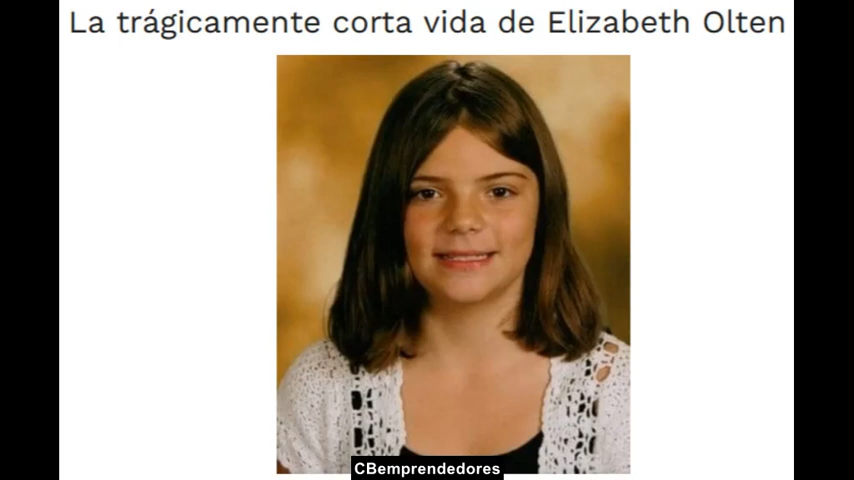 La trágicamente corta vida de Elizabeth Olten
CBemprendedores